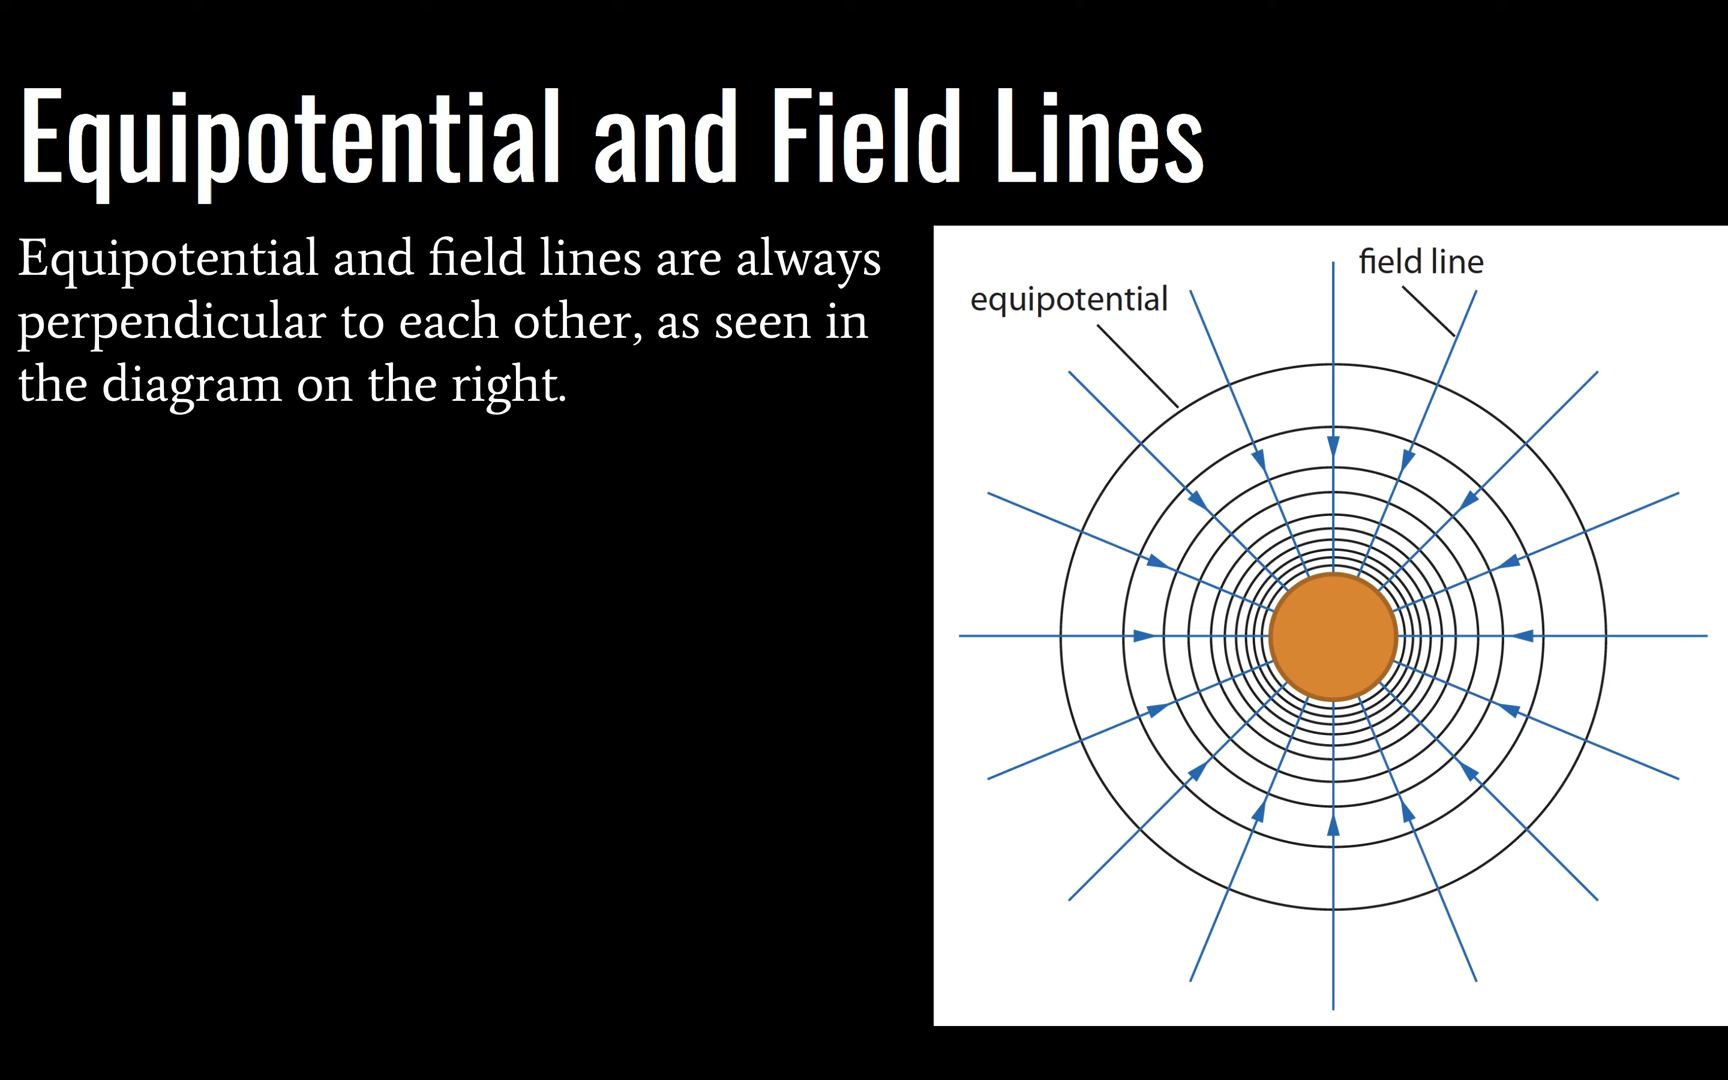 Equipotential and Field Lines
Equipotential and field lines are always
perpendicular to each other, as seen in
the diagram on the right.
field line
equipotential